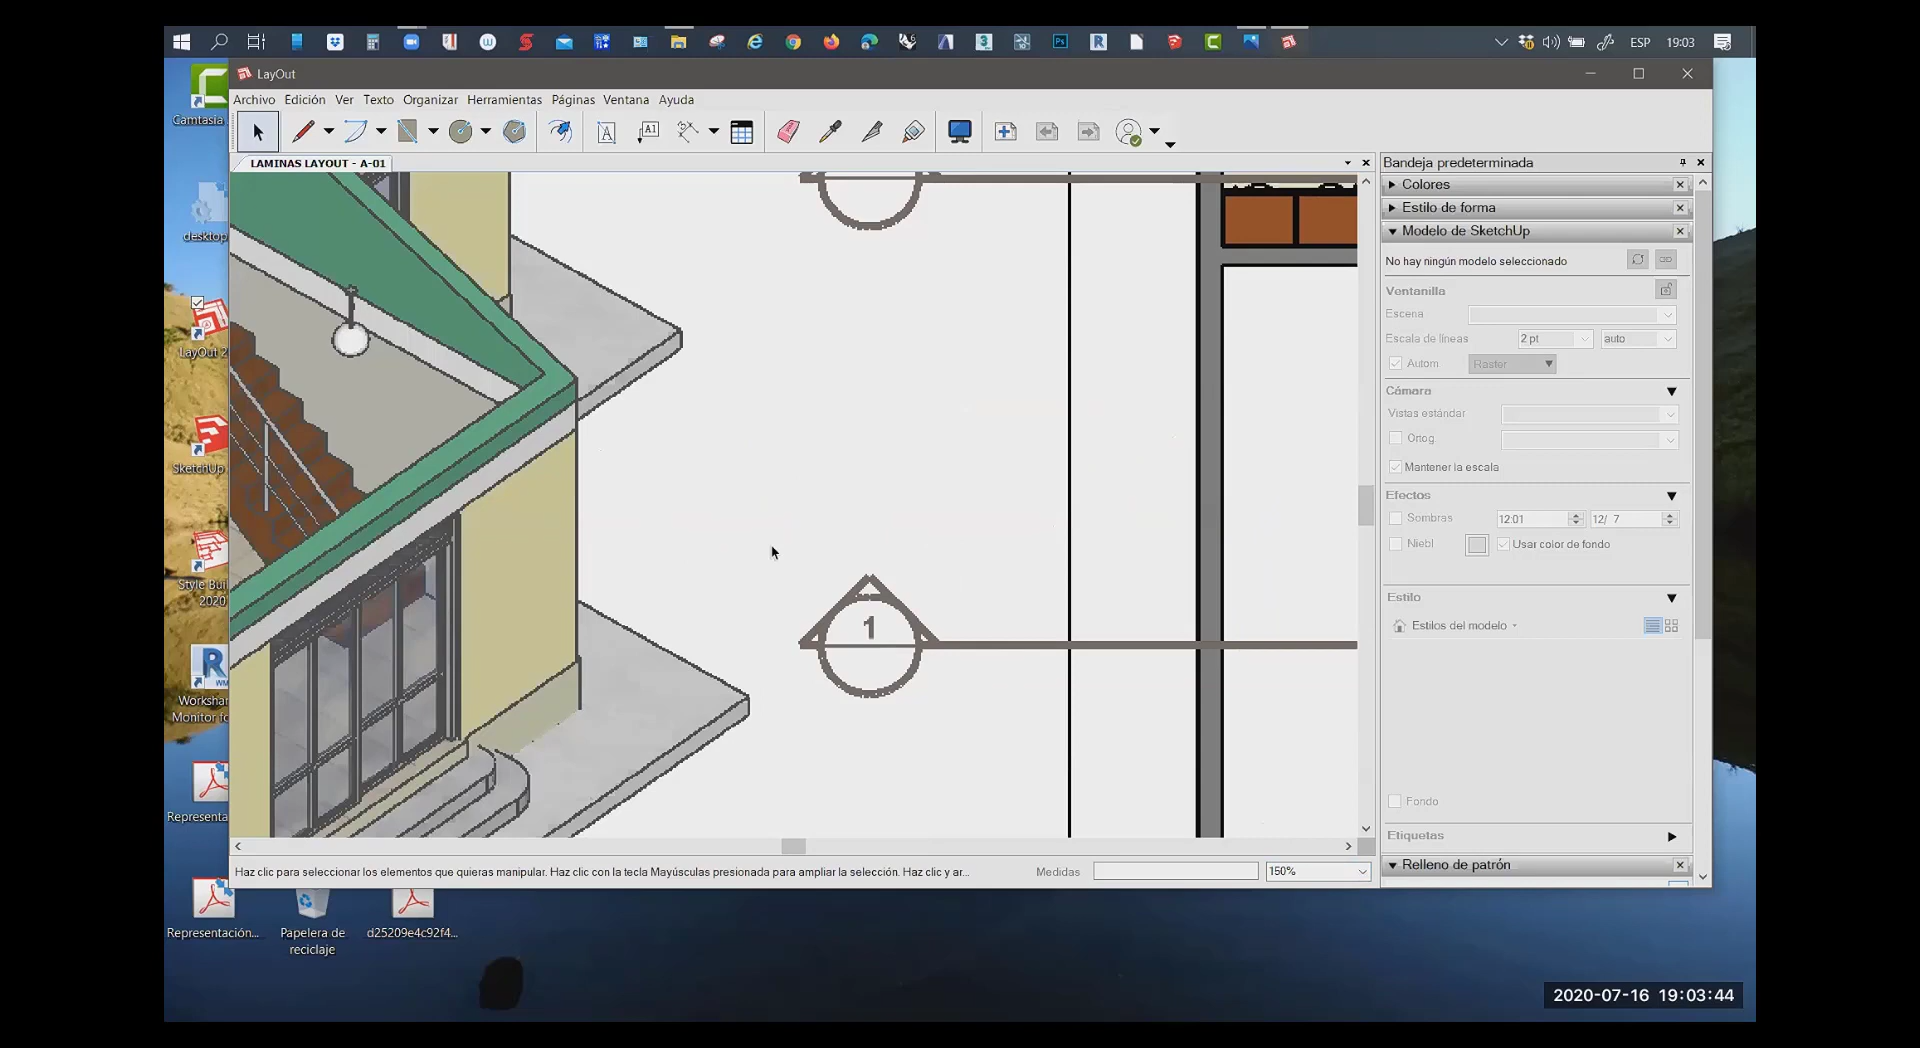 ESP 19:03
LayOut
Archivo Edición Ver Texto Organizar Herramientas Páginas Ventana Ayuda
Camtasia
LAMINAS LAYOUT - A-01
Bandeja predeterminada
Colores
Estilo de forma
Modelo de SketchUp
No hay ningún modelo seleccionado
Ventanilla
Escena
Escala de líneas 2 pt auto
Autom Raster
Cámara
Vistas estándar
Ortog
Mantener la escala
Efectos
Sombras 12:01 12/ 7
Niebl Usar color de fondo
Estilo
Estilos del modelo
Fondo
Etiquetas
Relleno de patrón
desktop
LayOut 2
SketchUp
Style Bui
2020
Workshar
Monitor fo
Representa
1
Haz clic para seleccionar los elementos que quieras manipular. Haz clic con la tecla Mayúsculas presionada para ampliar la selección. Haz clic y ar...
Medidas 150%
Representación...
Papelera de
reciclaje
d25209e4c92f4...
2020-07-16 19:03:44